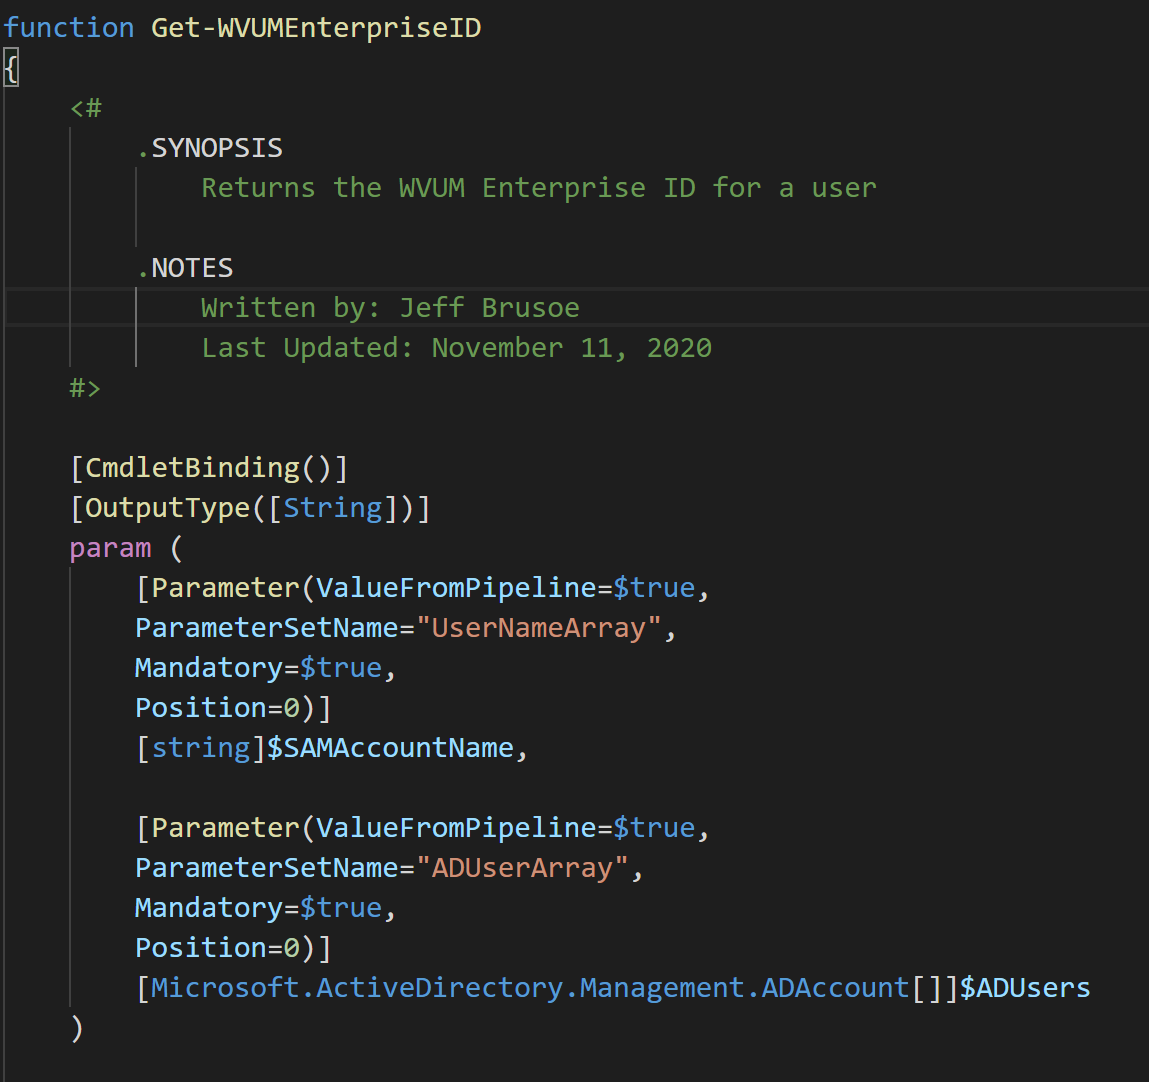 function Get-WVUMEnterpriseID
{
<#
.SYNOPSIS
Returns the WVUM Enterprise ID for a user
.NOTES
Written by: Jeff Brusoe
Last Updated: November 11, 2020
#>
[CmdletBinding()]
[OutputType([String])]
param (
[Parameter(ValueFromPipeline=$true,
ParameterSetName="UserNameArray",
Mandatory=$true,
Position=0)]
[string]$SAMAccountName,
[Parameter(ValueFromPipeline=$true,
ParameterSetName="ADUserArray",
Mandatory=$true,
Position=0)]
[Microsoft.ActiveDirectory.Management.ADAccount[]]$ADUsers
)